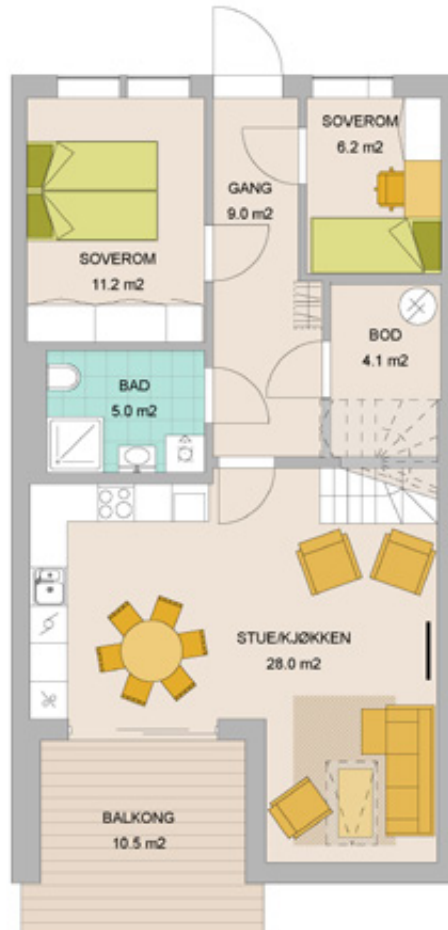 SOVEROM
6.2 m2
GANG
9.0 m2
SOVEROM
11.2 m2
BOD
4.1 m2
BAD
5.0 m2
STUE/KJØKKEN
28.0 m2
BALKONG
10.5 m2